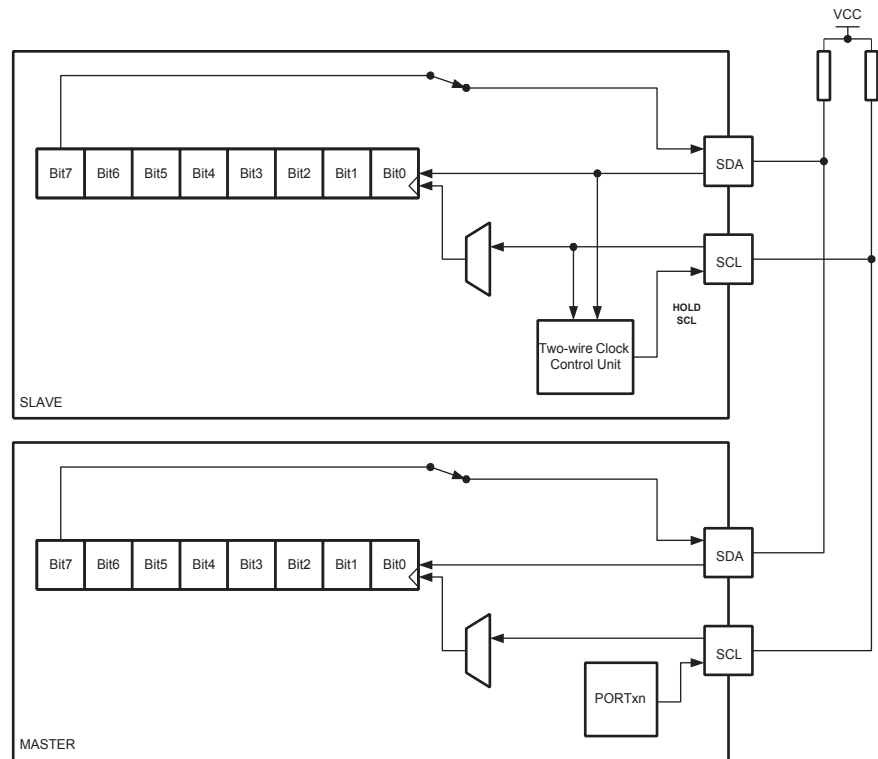 VCC
Bit7 Bit6 Bit5 Bit4 Bit3 Bit2 Bit1 Bit0
SDA
SCL
HOLD
SCL
Two-wire Clock
Control Unit
SLAVE
Bit7 Bit6 Bit5 Bit4 Bit3 Bit2 Bit1 Bit0
SDA
SCL
PORTxn
MASTER